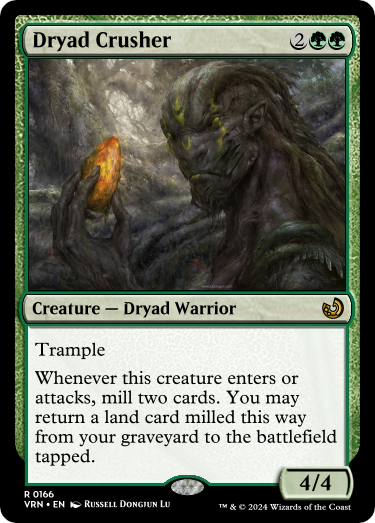 Dryad Crusher 2
Creature — Dryad Warrior
Trample
Whenever this creature enters or
attacks, mill two cards. You may
return a land card milled this way
from your graveyard to the battlefield
tapped.
4/4
R 0166
VRN • EN Russell Dongjun Lu
™ & © 2024 Wizards of the Coast